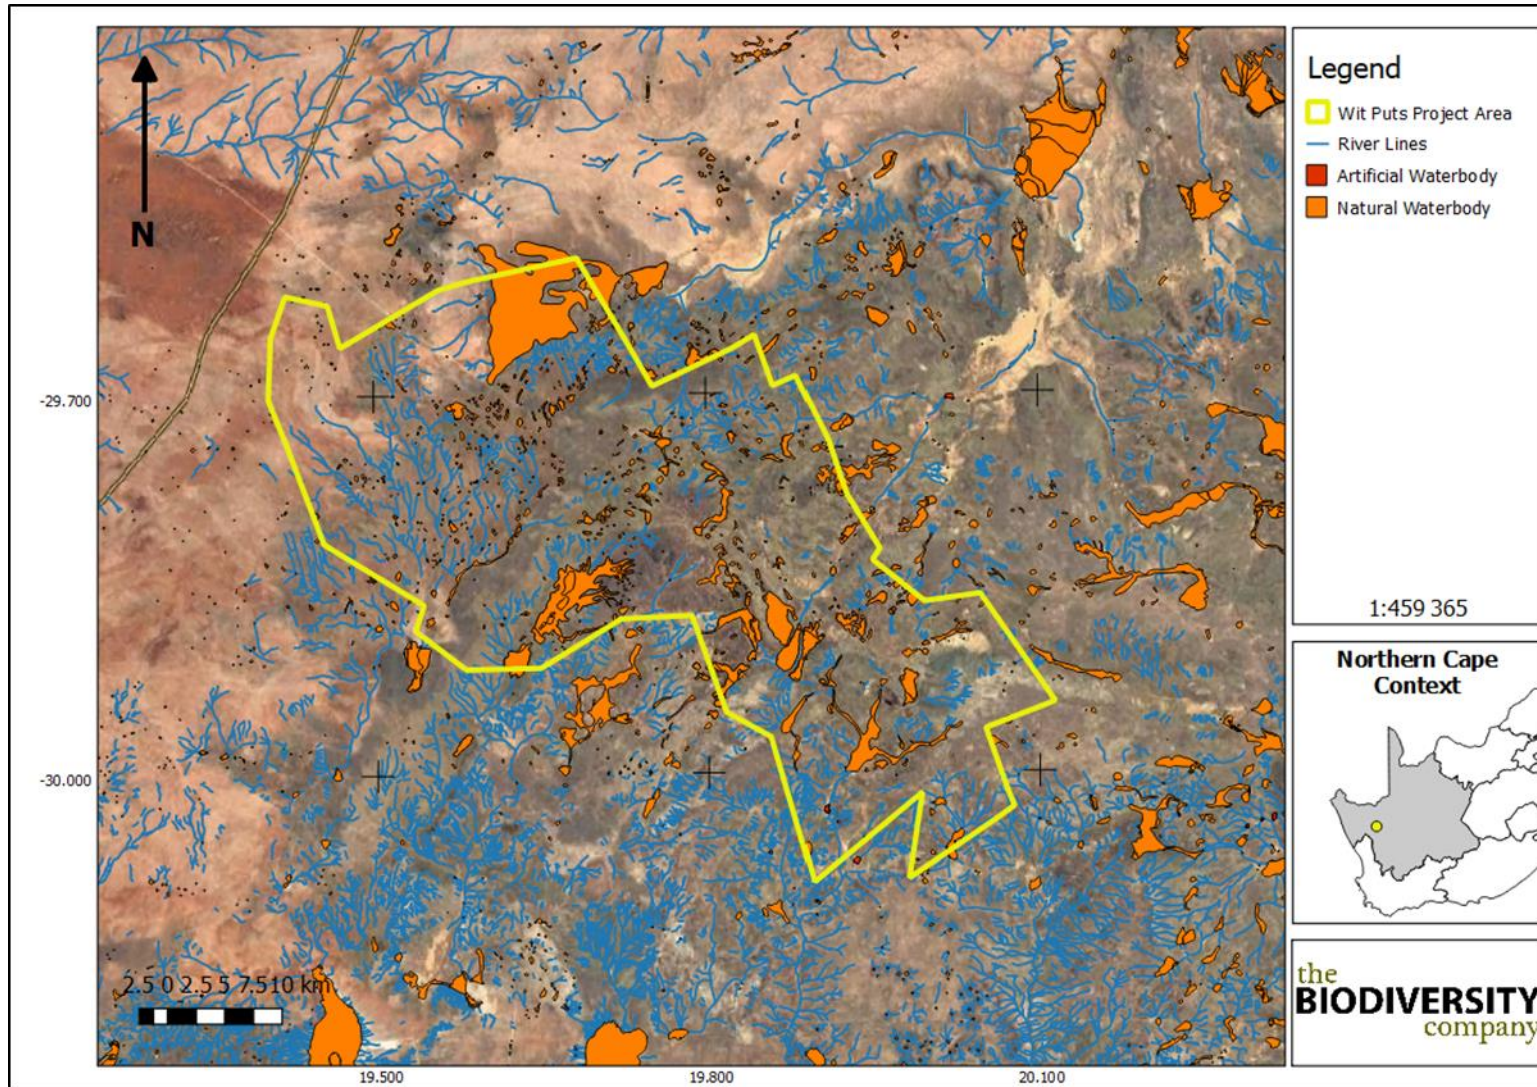 N
-29.700
-30.000
2.5 0 2.5 5 7.510 km
19.500
19.800
20.100
Legend
Wit Puts Project Area
River Lines
Artificial Waterbody
Natural Waterbody
1:459 365
Northern Cape
Context
the
BIODIVERSITY
company